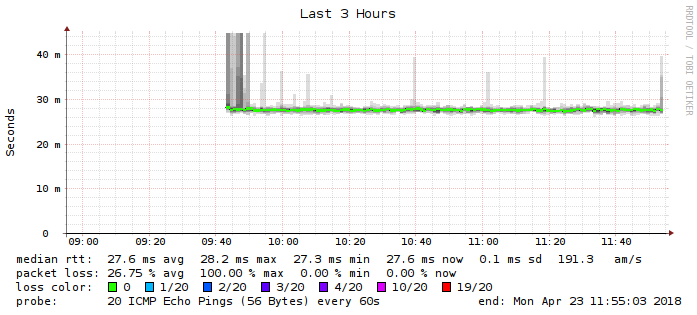 Last 3 Hours
RRDTOOL / TOBI OETIKER
Seconds
40 m
30 m
20 m
10 m
0
09:00 09:20 09:40 10:00 10:20 10:40 11:00 11:20 11:40
median rtt: 27.6 ms avg 28.2 ms max 27.3 ms min 27.6 ms now 0.1 ms sd 191.3 am/s
packet loss: 26.75 % avg 100.00 % max 0.00 % min 0.00 % now
loss color: 0 1/20 2/20 3/20 4/20 10/20 19/20
probe: 20 ICMP Echo Pings (56 Bytes) every 60s end: Mon Apr 23 11:55:03 2018